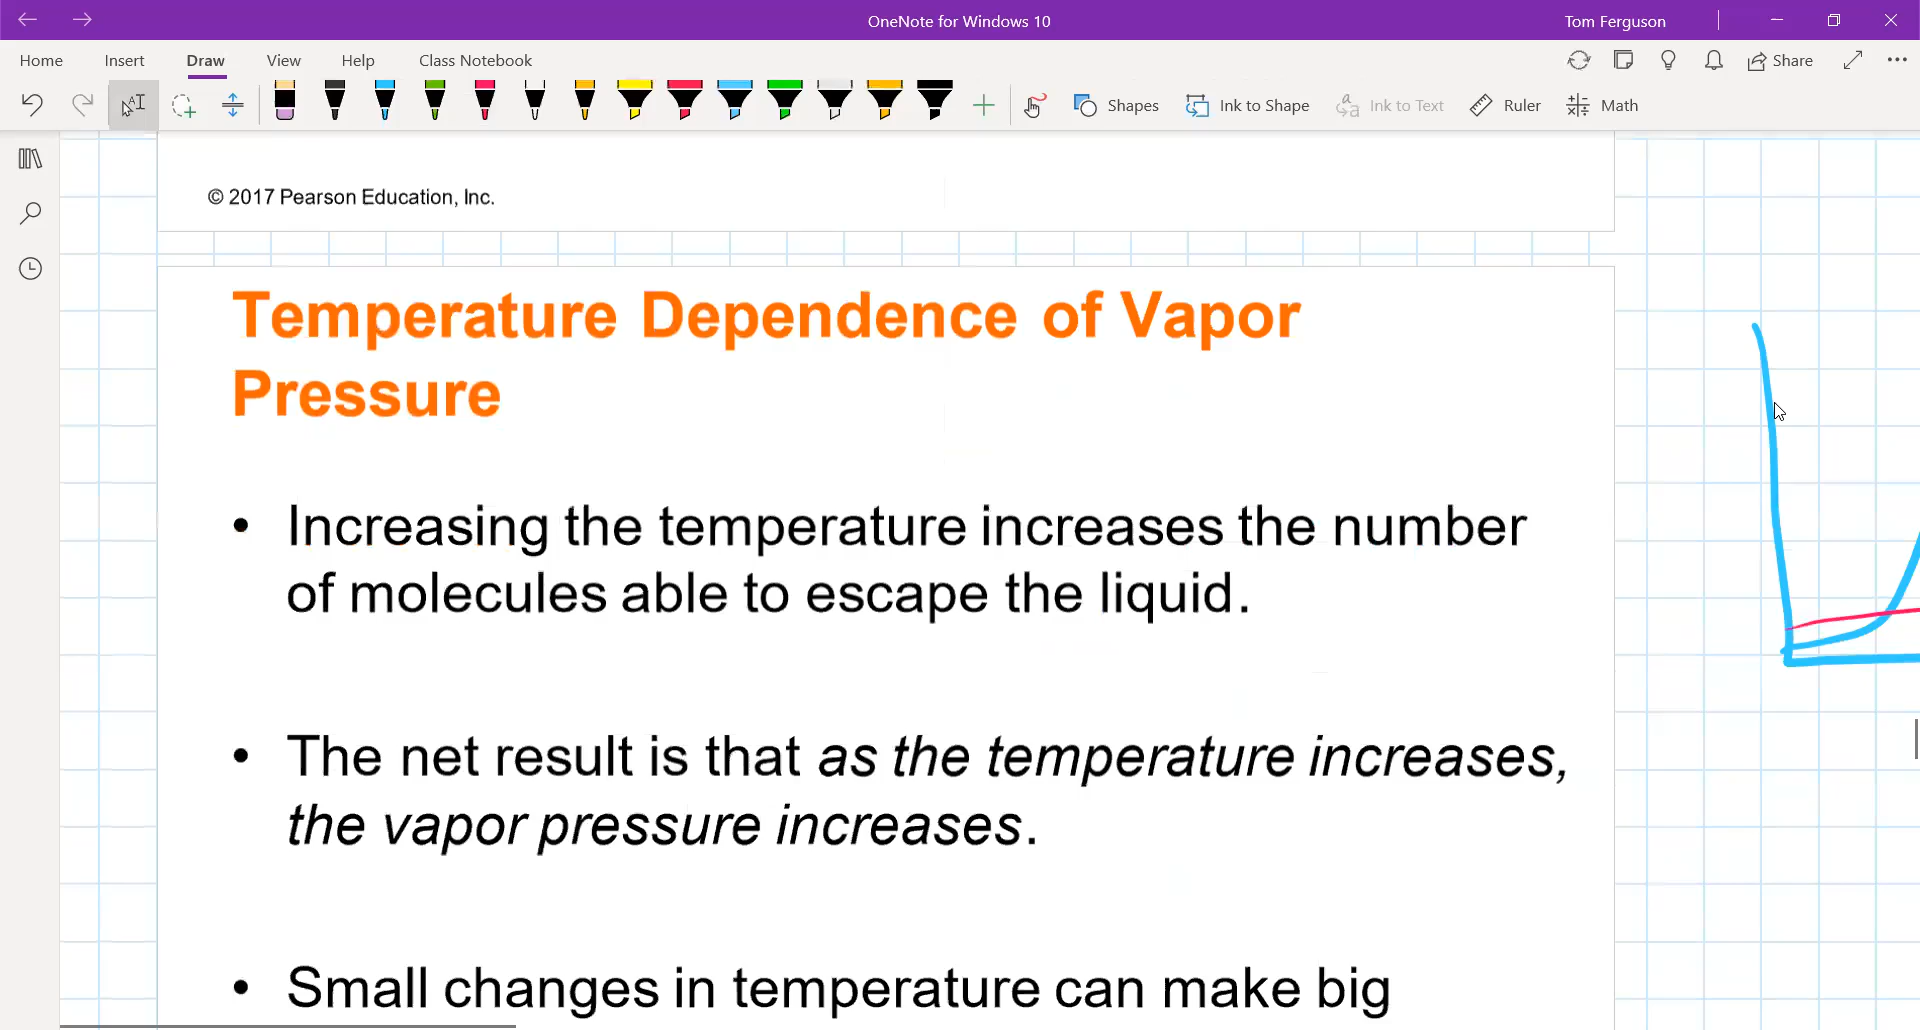 OneNote for Windows 10
Tom Ferguson
Home Insert Draw View Help Class Notebook
Share
Shapes Ink to Shape Ink to Text Ruler Math
© 2017 Pearson Education, Inc.
Temperature Dependence of Vapor
Pressure
• Increasing the temperature increases the number
of molecules able to escape the liquid.
• The net result is that as the temperature increases,
the vapor pressure increases.
• Small changes in temperature can make big